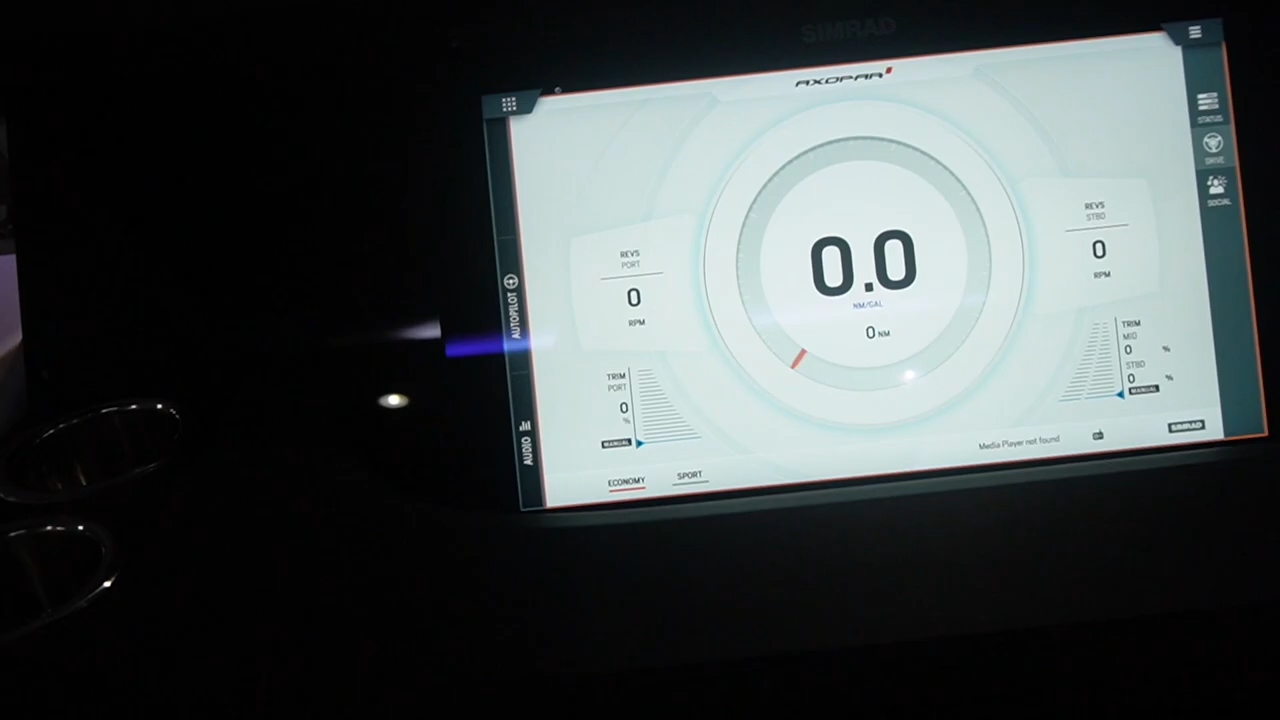 SIMRAD
AXOPAR
STATUS
DRIVE
SOCIAL
AUTOPILOT
AUDIO
REVS
PORT
0
RPM
0.0
NM/GAL
0 NM
REVS
STBD
0
RPM
TRIM
PORT
0
%
MANUAL
TRIM
MID
0 %
STBD
0 %
MANUAL
ECONOMY SPORT
Media Player not found
SIMRAD